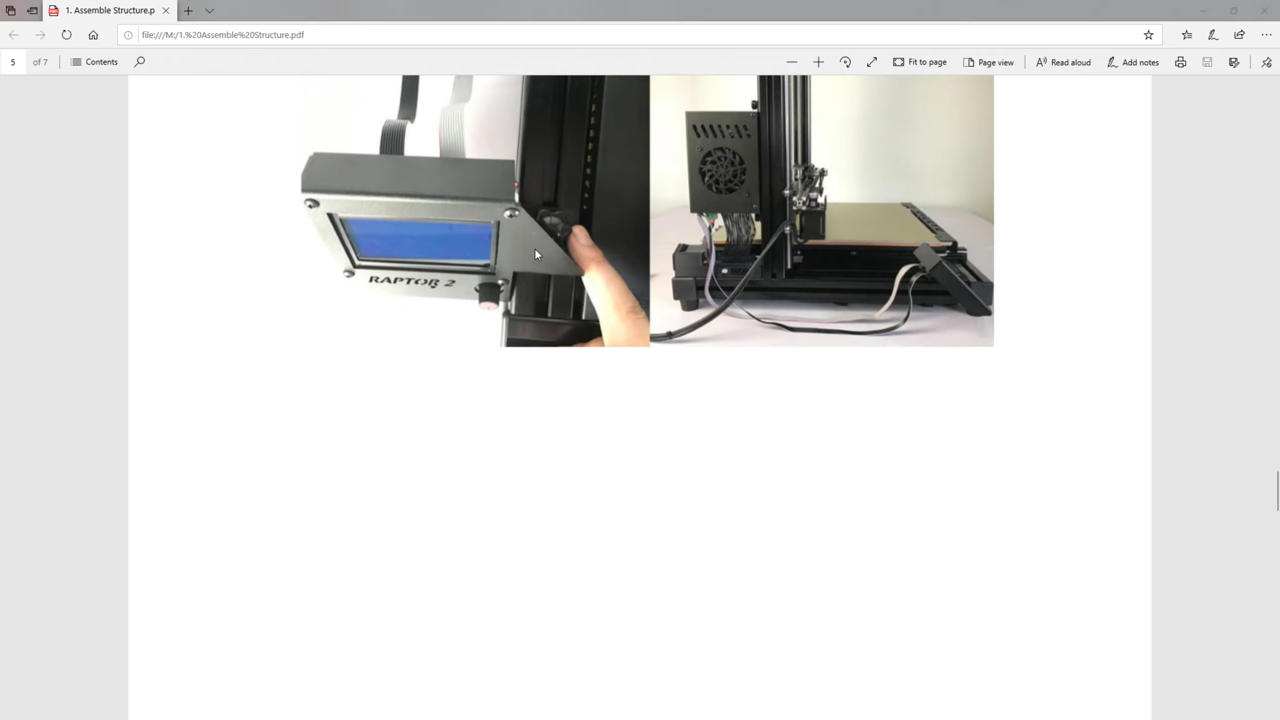 1. Assemble Structure.p
file:///M:/1.%20Assemble%20Structure.pdf
5 of 7 Contents Fit to page Page view Read aloud Add notes
RAPTOR 2